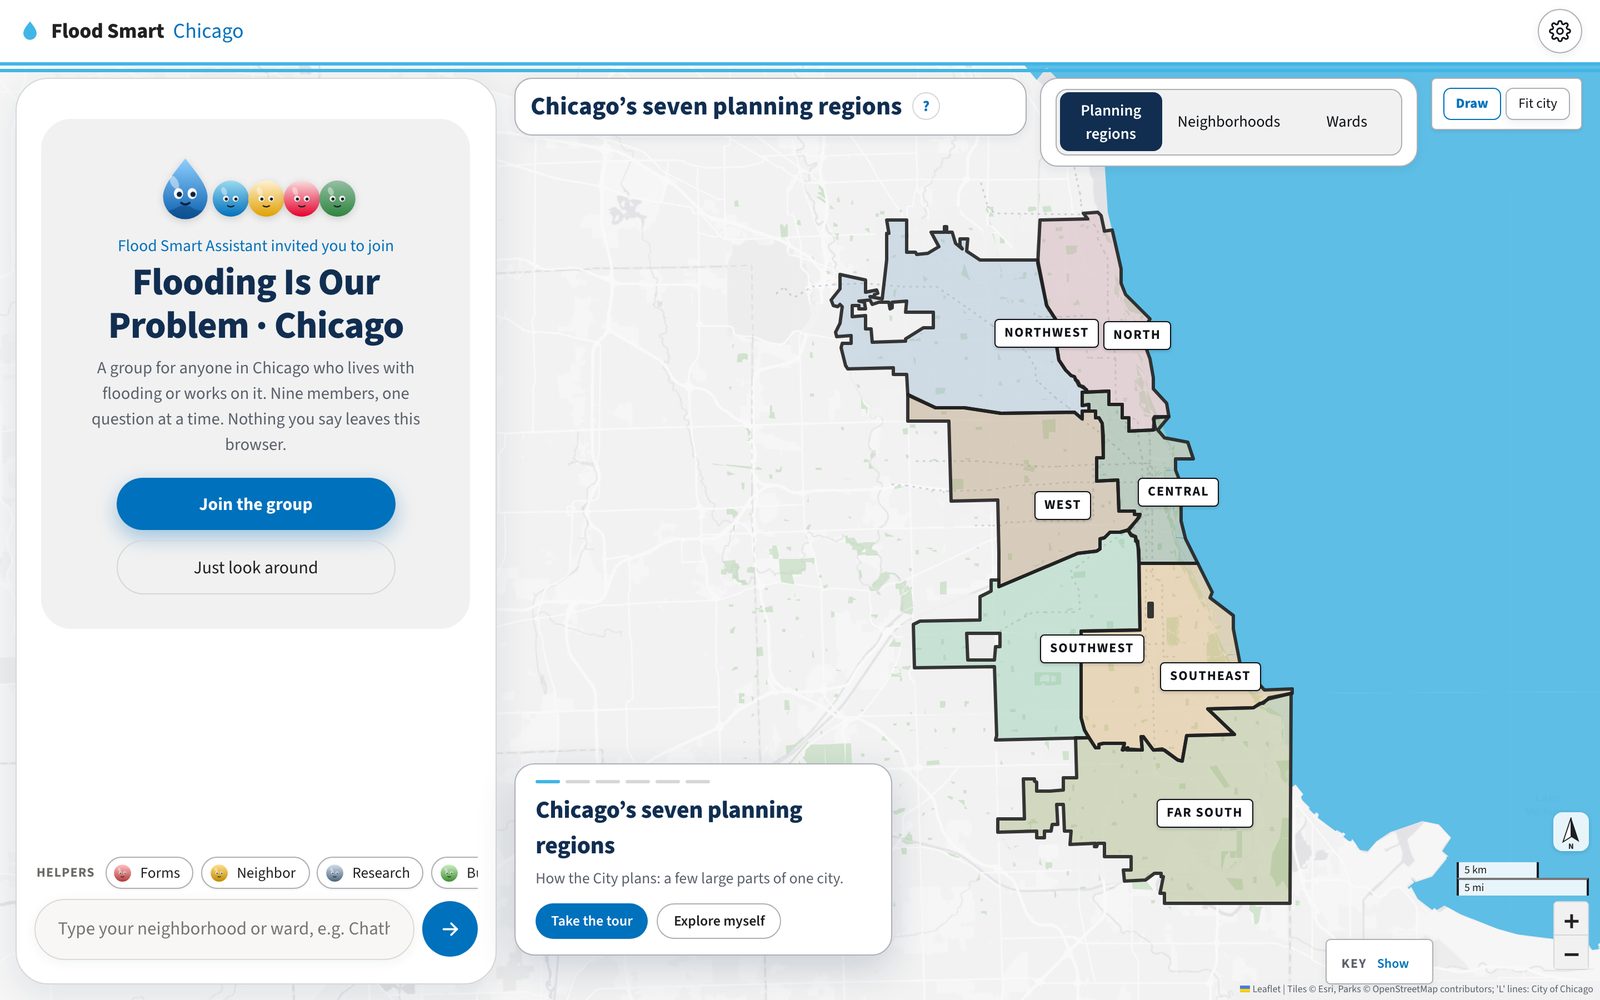 Flood Smart Chicago
Flood Smart Assistant invited you to join
Flooding Is Our
Problem · Chicago
A group for anyone in Chicago who lives with
flooding or works on it. Nine members, one
question at a time. Nothing you say leaves this
browser.
Join the group
Just look around
HELPERS Forms Neighbor Research
Type your neighborhood or ward, e.g.
Chicago’s seven planning regions ?
Planning
regions
Neighborhoods
Wards
Draw
Fit city
NORTHWEST
NORTH
WEST
CENTRAL
SOUTHWEST
SOUTHEAST
FAR SOUTH
Chicago’s seven planning
regions
How the City plans: a few large parts of one city.
Take the tour
Explore myself
N
5 km
5 mi
+
−
KEY Show
Leaflet | Tiles © Esri, Parks © OpenStreetMap contributors; 'L' lines: City of Chicago